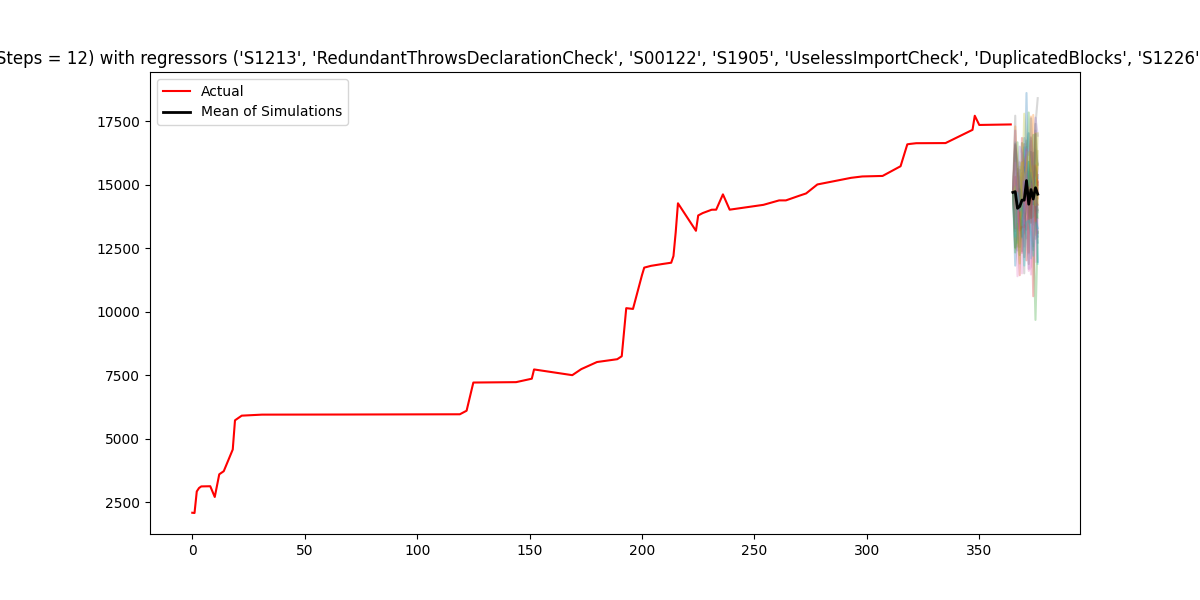 Steps = 12) with regressors ('S1213', 'RedundantThrowsDeclarationCheck', 'S00122', 'S1905', 'UselessImportCheck', 'DuplicatedBlocks', 'S1226'
Actual
Mean of Simulations
17500
15000
12500
10000
7500
5000
2500
0 50 100 150 200 250 300 350